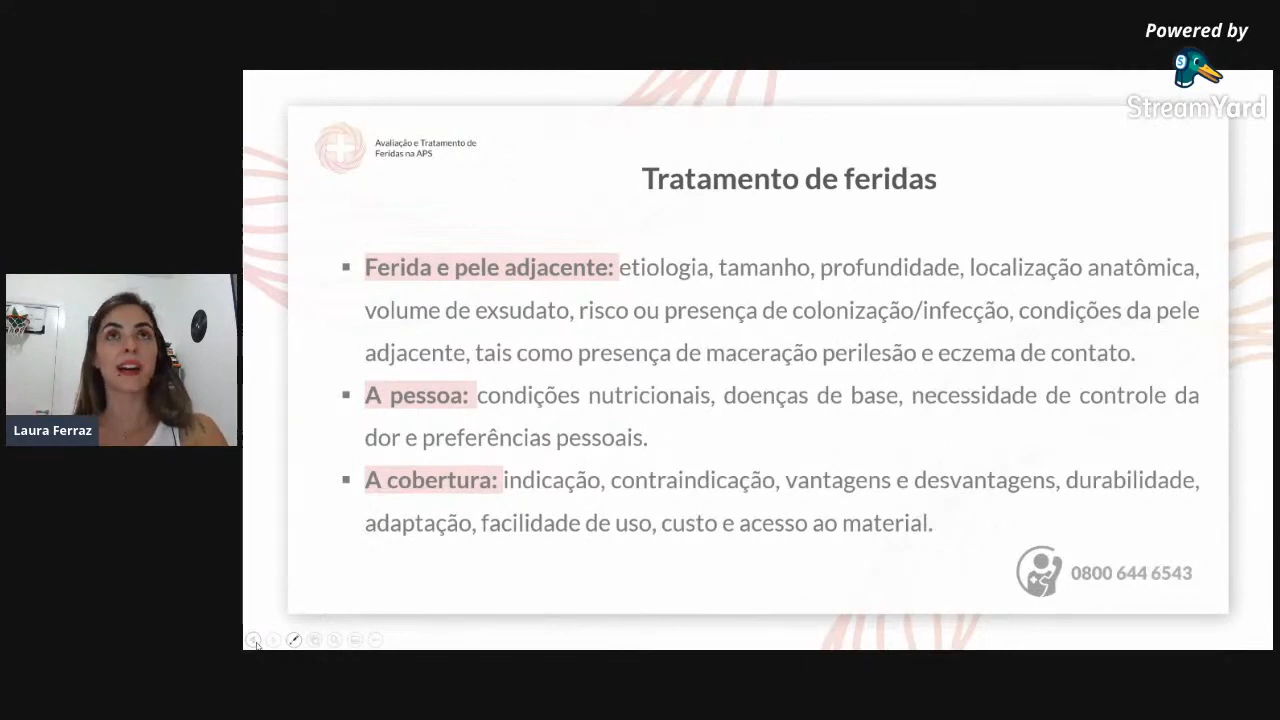 Powered by
StreamYard
Avaliação e Tratamento de
Feridas na APS
Tratamento de feridas
▪ Ferida e pele adjacente: etiologia, tamanho, profundidade, localização anatômica,
volume de exsudato, risco ou presença de colonização/infecção, condições da pele
adjacente, tais como presença de maceração perilesão e eczema de contato.
▪ A pessoa: condições nutricionais, doenças de base, necessidade de controle da
dor e preferências pessoais.
▪ A cobertura: indicação, contraindicação, vantagens e desvantagens, durabilidade,
adaptação, facilidade de uso, custo e acesso ao material.
0800 644 6543
Laura Ferraz